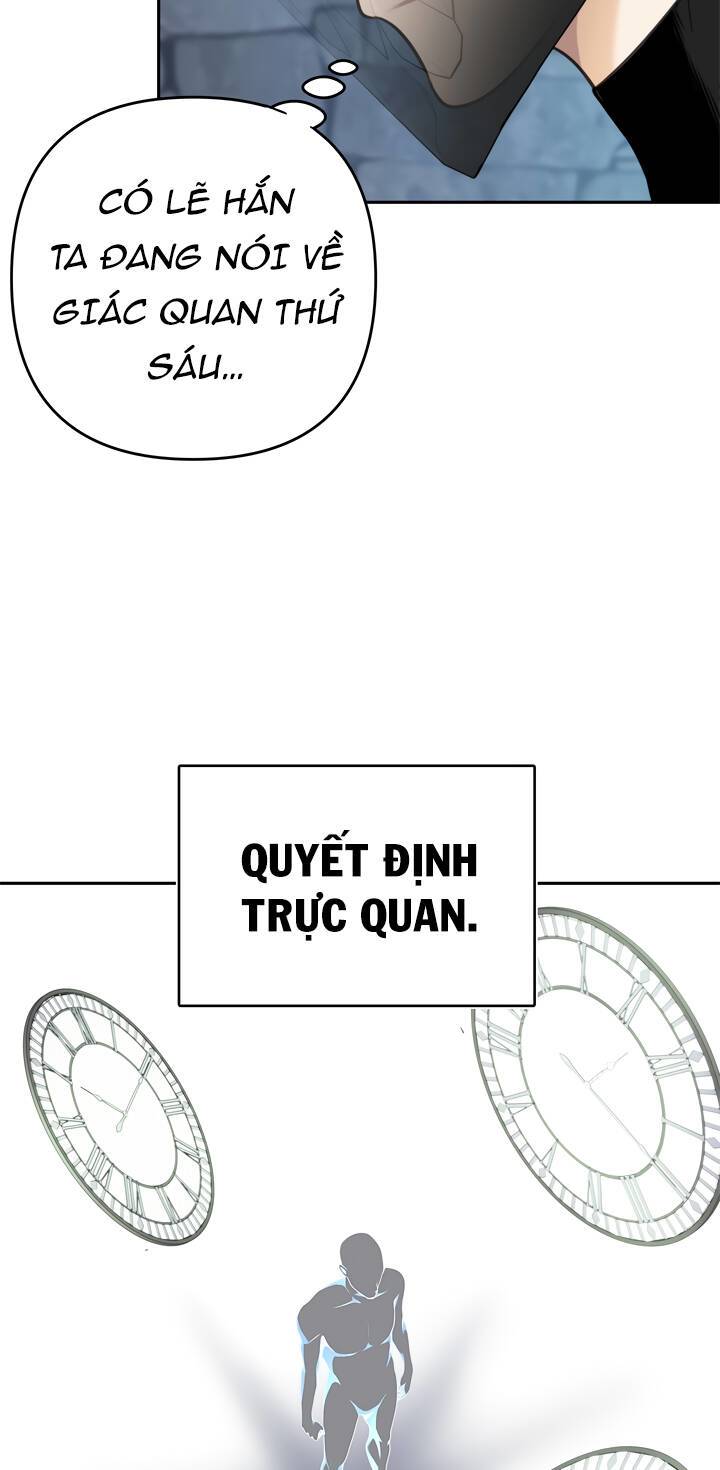 CÓ LẼ HẮN
TA ĐANG NÓI VỀ
GIÁC QUAN THỨ
SÁU...
QUYẾT ĐỊNH
TRỰC QUAN.